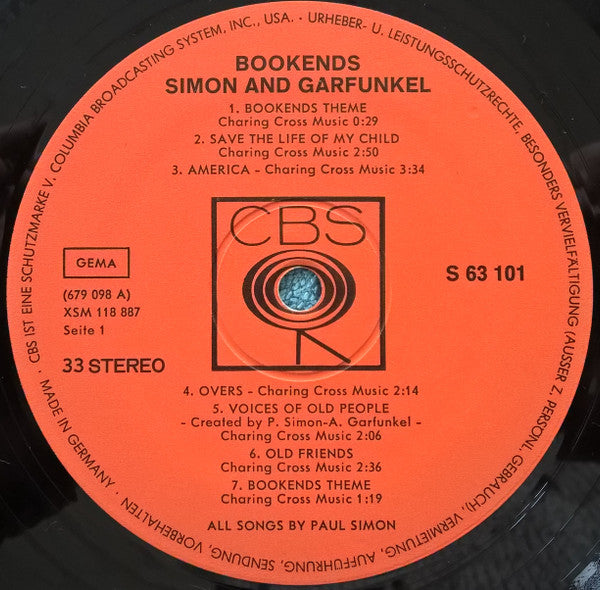 BOOKENDS
SIMON AND GARFUNKEL
1. BOOKENDS THEME
Charing Cross Music 0:29
2. SAVE THE LIFE OF MY CHILD
Charing Cross Music 2:50
3. AMERICA - Charing Cross Music 3:34
CBS
GEMA
(679 098 A)
XSM 118 887
Seite 1
33 STEREO
S 63 101
4. OVERS - Charing Cross Music 2:14
5. VOICES OF OLD PEOPLE
- Created by P. Simon-A. Garfunkel -
Charing Cross Music 2:06
6. OLD FRIENDS
Charing Cross Music 2:36
7. BOOKENDS THEME
Charing Cross Music 1:19
ALL SONGS BY PAUL SIMON
· CBS IST EINE SCHUTZMARKE V. COLUMBIA BROADCASTING SYSTEM, INC., USA. · URHEBER- U. LEISTUNGSSCHUTZRECHTE, BESONDERS VERVIELFÄLTIGUNG (AUSSER Z. PERSÖNL. GEBRAUCH), VERMIETUNG, AUFFÜHRUNG, SENDUNG, VORBEHALTEN · MADE IN GERMANY